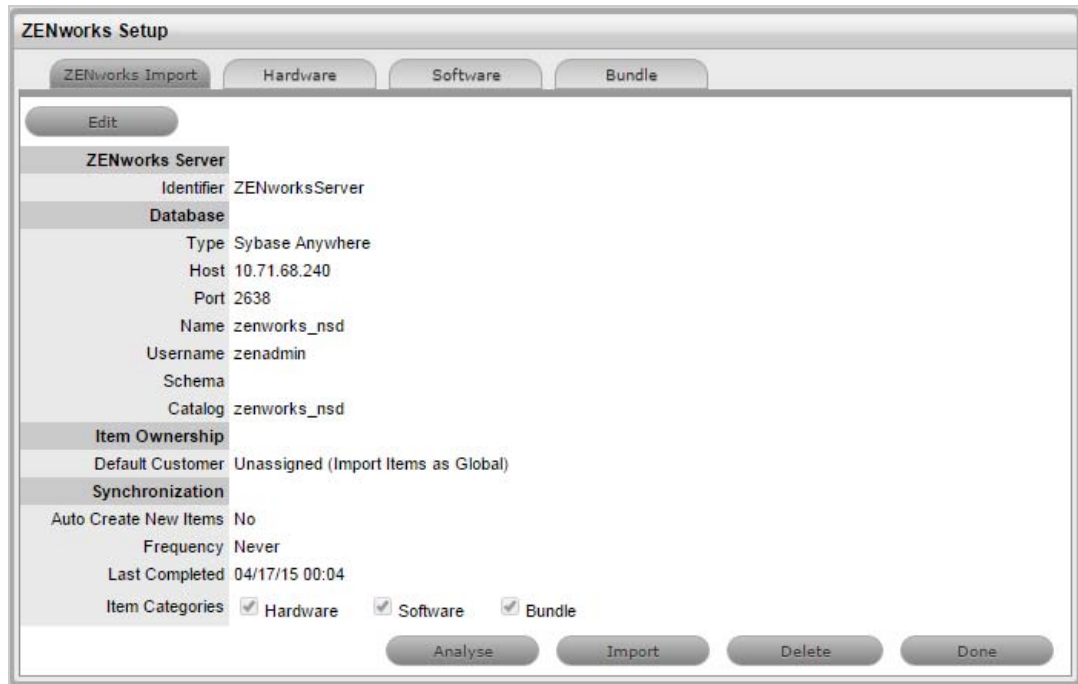 ZENworks Setup
ZENworks Import Hardware Software Bundle
Edit
ZENworks Server
Identifier ZENworksServer
Database
Type Sybase Anywhere
Host 10.71.68.240
Port 2638
Name zenworks_nsd
Username zenadmin
Schema
Catalog zenworks_nsd
Item Ownership
Default Customer Unassigned (Import Items as Global)
Synchronization
Auto Create New Items No
Frequency Never
Last Completed 04/17/15 00:04
Item Categories Hardware Software Bundle
Analyse Import Delete Done